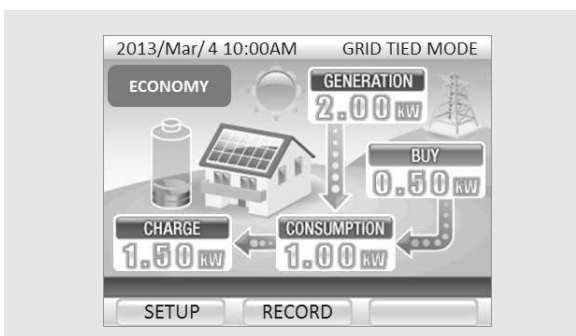 2013/Mar/ 4 10:00AM GRID TIED MODE
ECONOMY
GENERATION
2.00 kW
BUY
0.50 kW
CHARGE
1.50 kW
CONSUMPTION
1.00 kW
SETUP RECORD